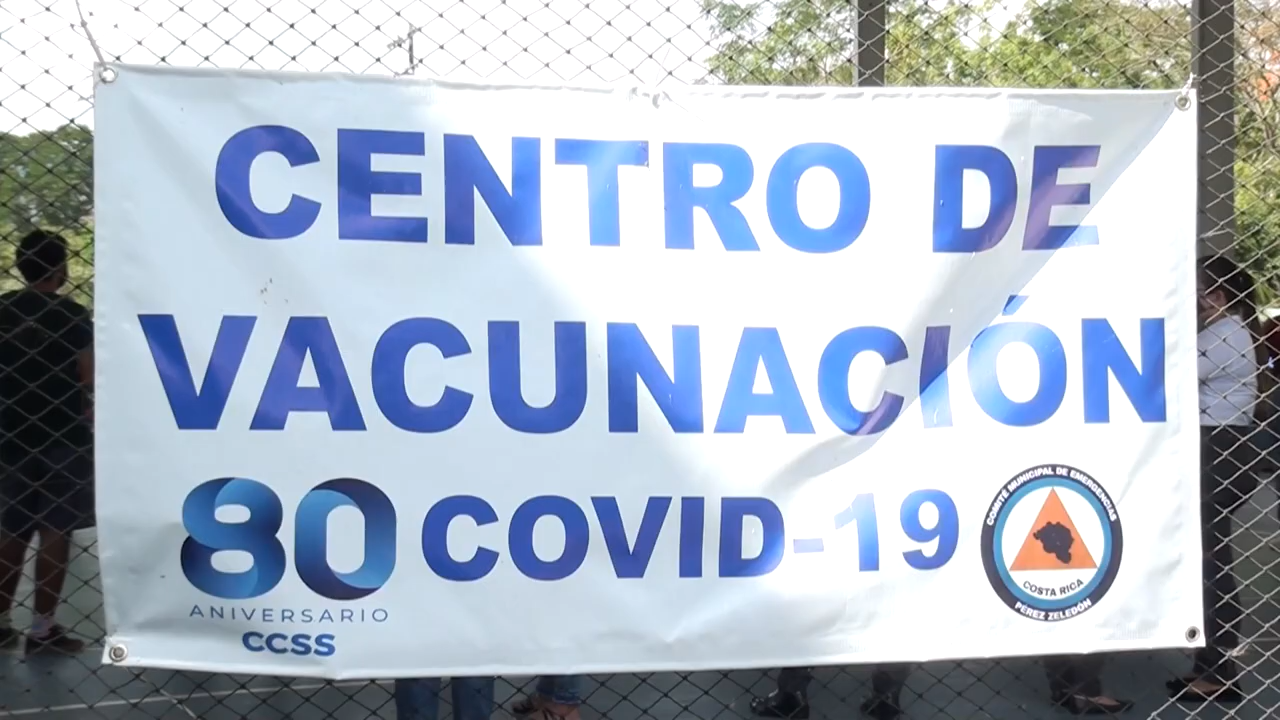 CENTRO DE
VACUNACIÓN
80 COVID-19
ANIVERSARIO
CCSS
COMITÉ MUNICIPAL DE EMERGENCIAS
COSTA RICA
PÉREZ ZELEDÓN